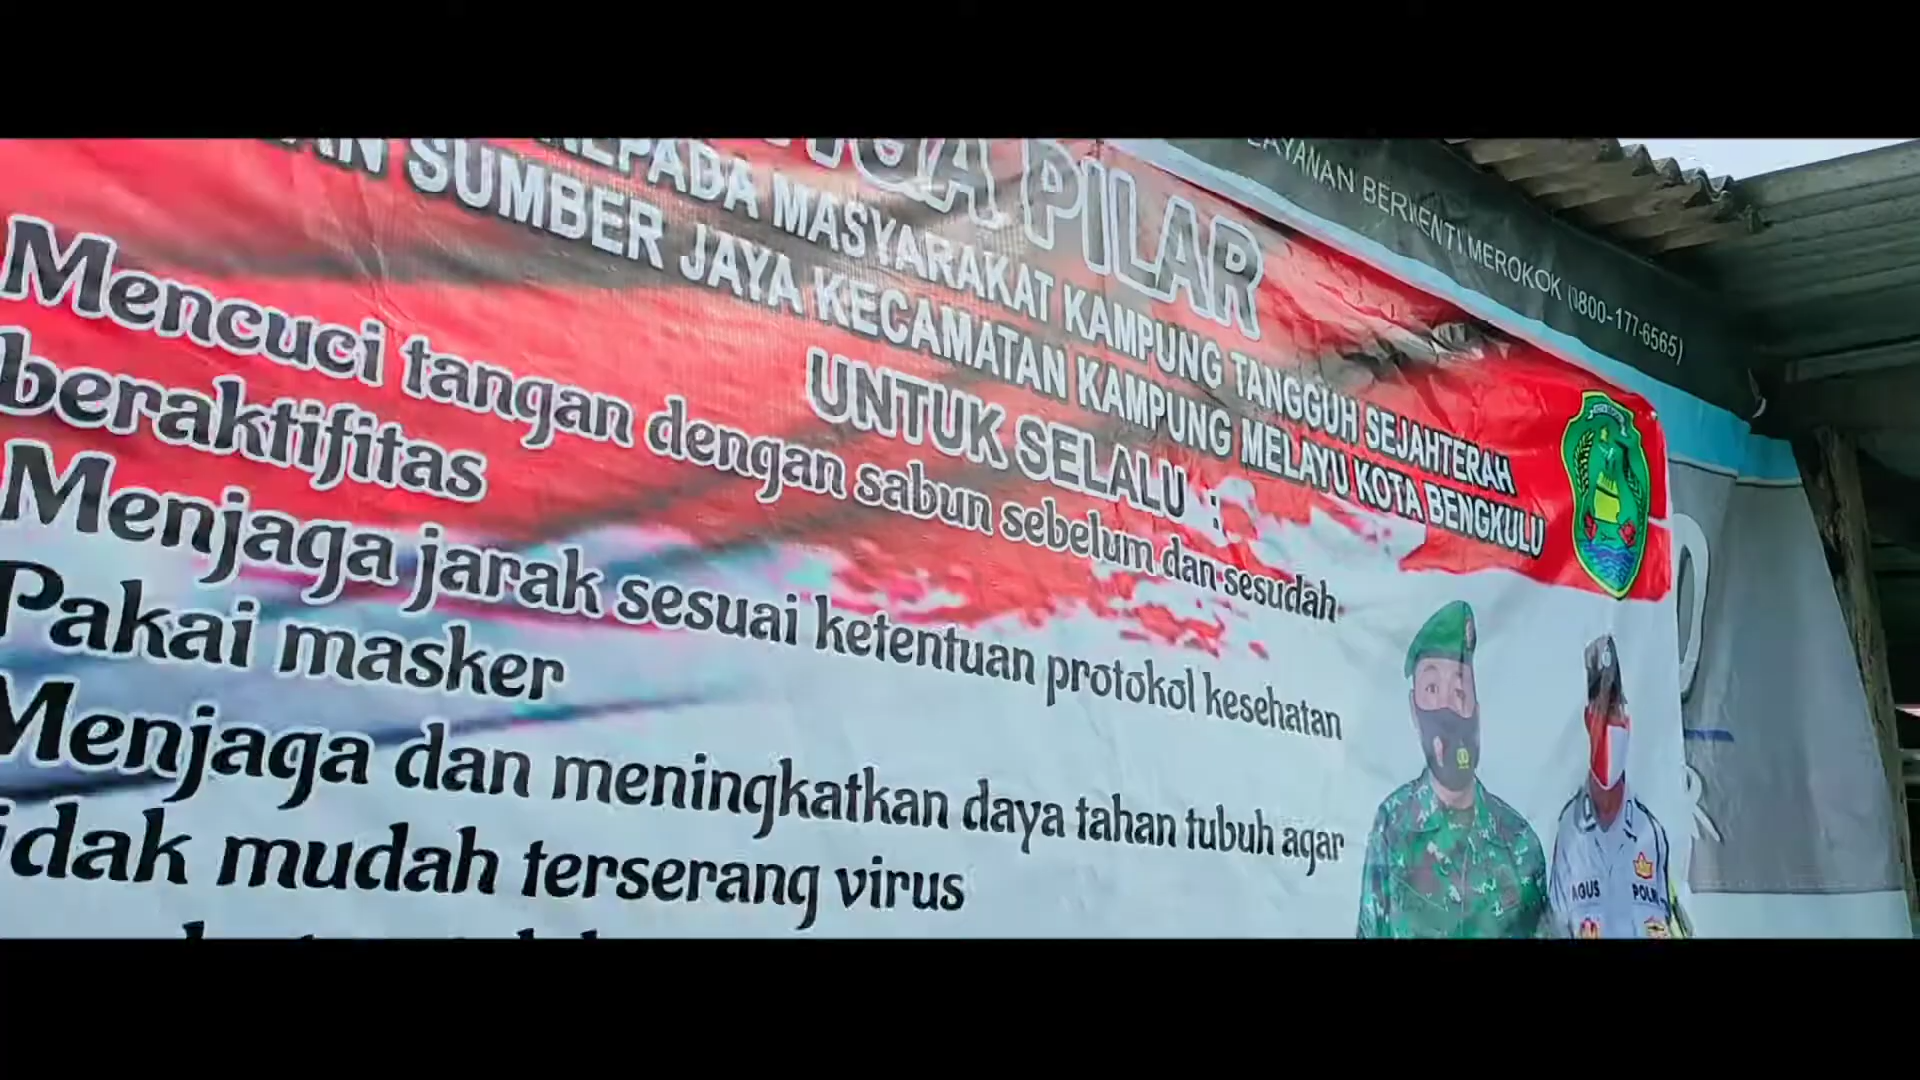 TIGA PILAR
KEPADA MASYARAKAT KAMPUNG TANGGUH SEJAHTERAH
SUMBER JAYA KECAMATAN KAMPUNG MELAYU KOTA BENGKULU
UNTUK SELALU :
Mencuci tangan dengan sabun sebelum dan sesudah
beraktifitas
Menjaga jarak sesuai ketentuan protokol kesehatan
Pakai masker
Menjaga dan meningkatkan daya tahan tubuh agar
idak mudah terserang virus
LAYANAN BERHENTI MEROKOK (0800-177-6565)
AGUS POLRI